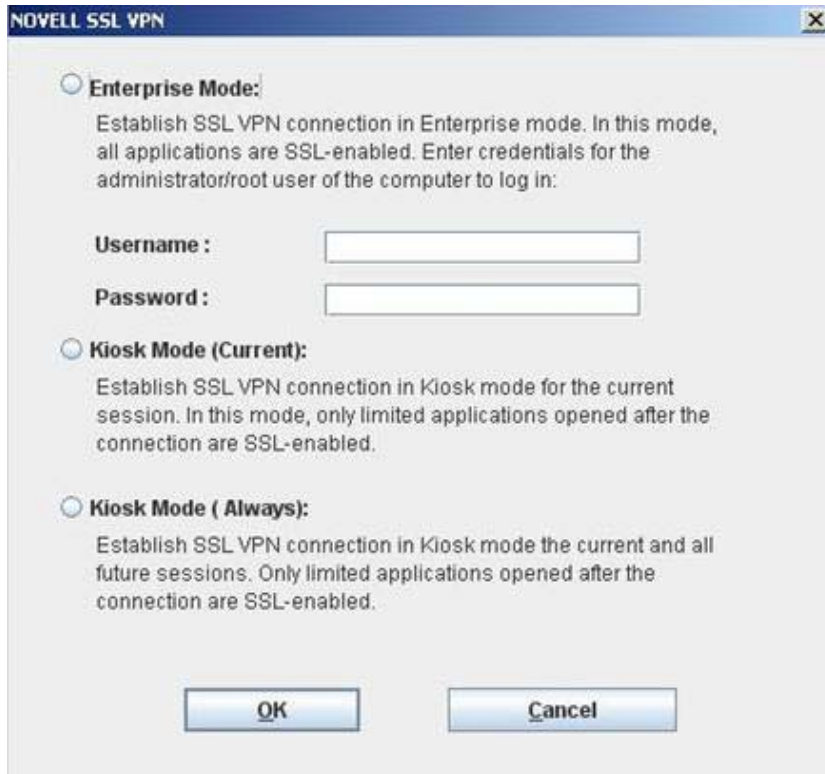 NOVELL SSL VPN
Enterprise Mode:
Establish SSL VPN connection in Enterprise mode. In this mode,
all applications are SSL-enabled. Enter credentials for the
administrator/root user of the computer to log in:
Username :
Password :
Kiosk Mode (Current):
Establish SSL VPN connection in Kiosk mode for the current
session. In this mode, only limited applications opened after the
connection are SSL-enabled.
Kiosk Mode ( Always):
Establish SSL VPN connection in Kiosk mode the current and all
future sessions. Only limited applications opened after the
connection are SSL-enabled.
OK Cancel